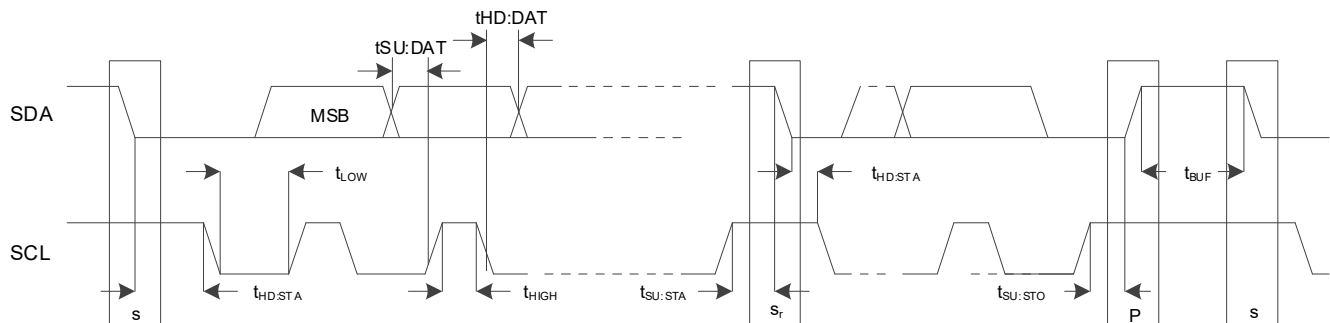 tHD:DAT
tSU:DAT
SDA
MSB
tLOW
tHD:STA
tBUF
SCL
tHD:STA
tHIGH
tSU:STA
tSU:STO
s
sr
P
s